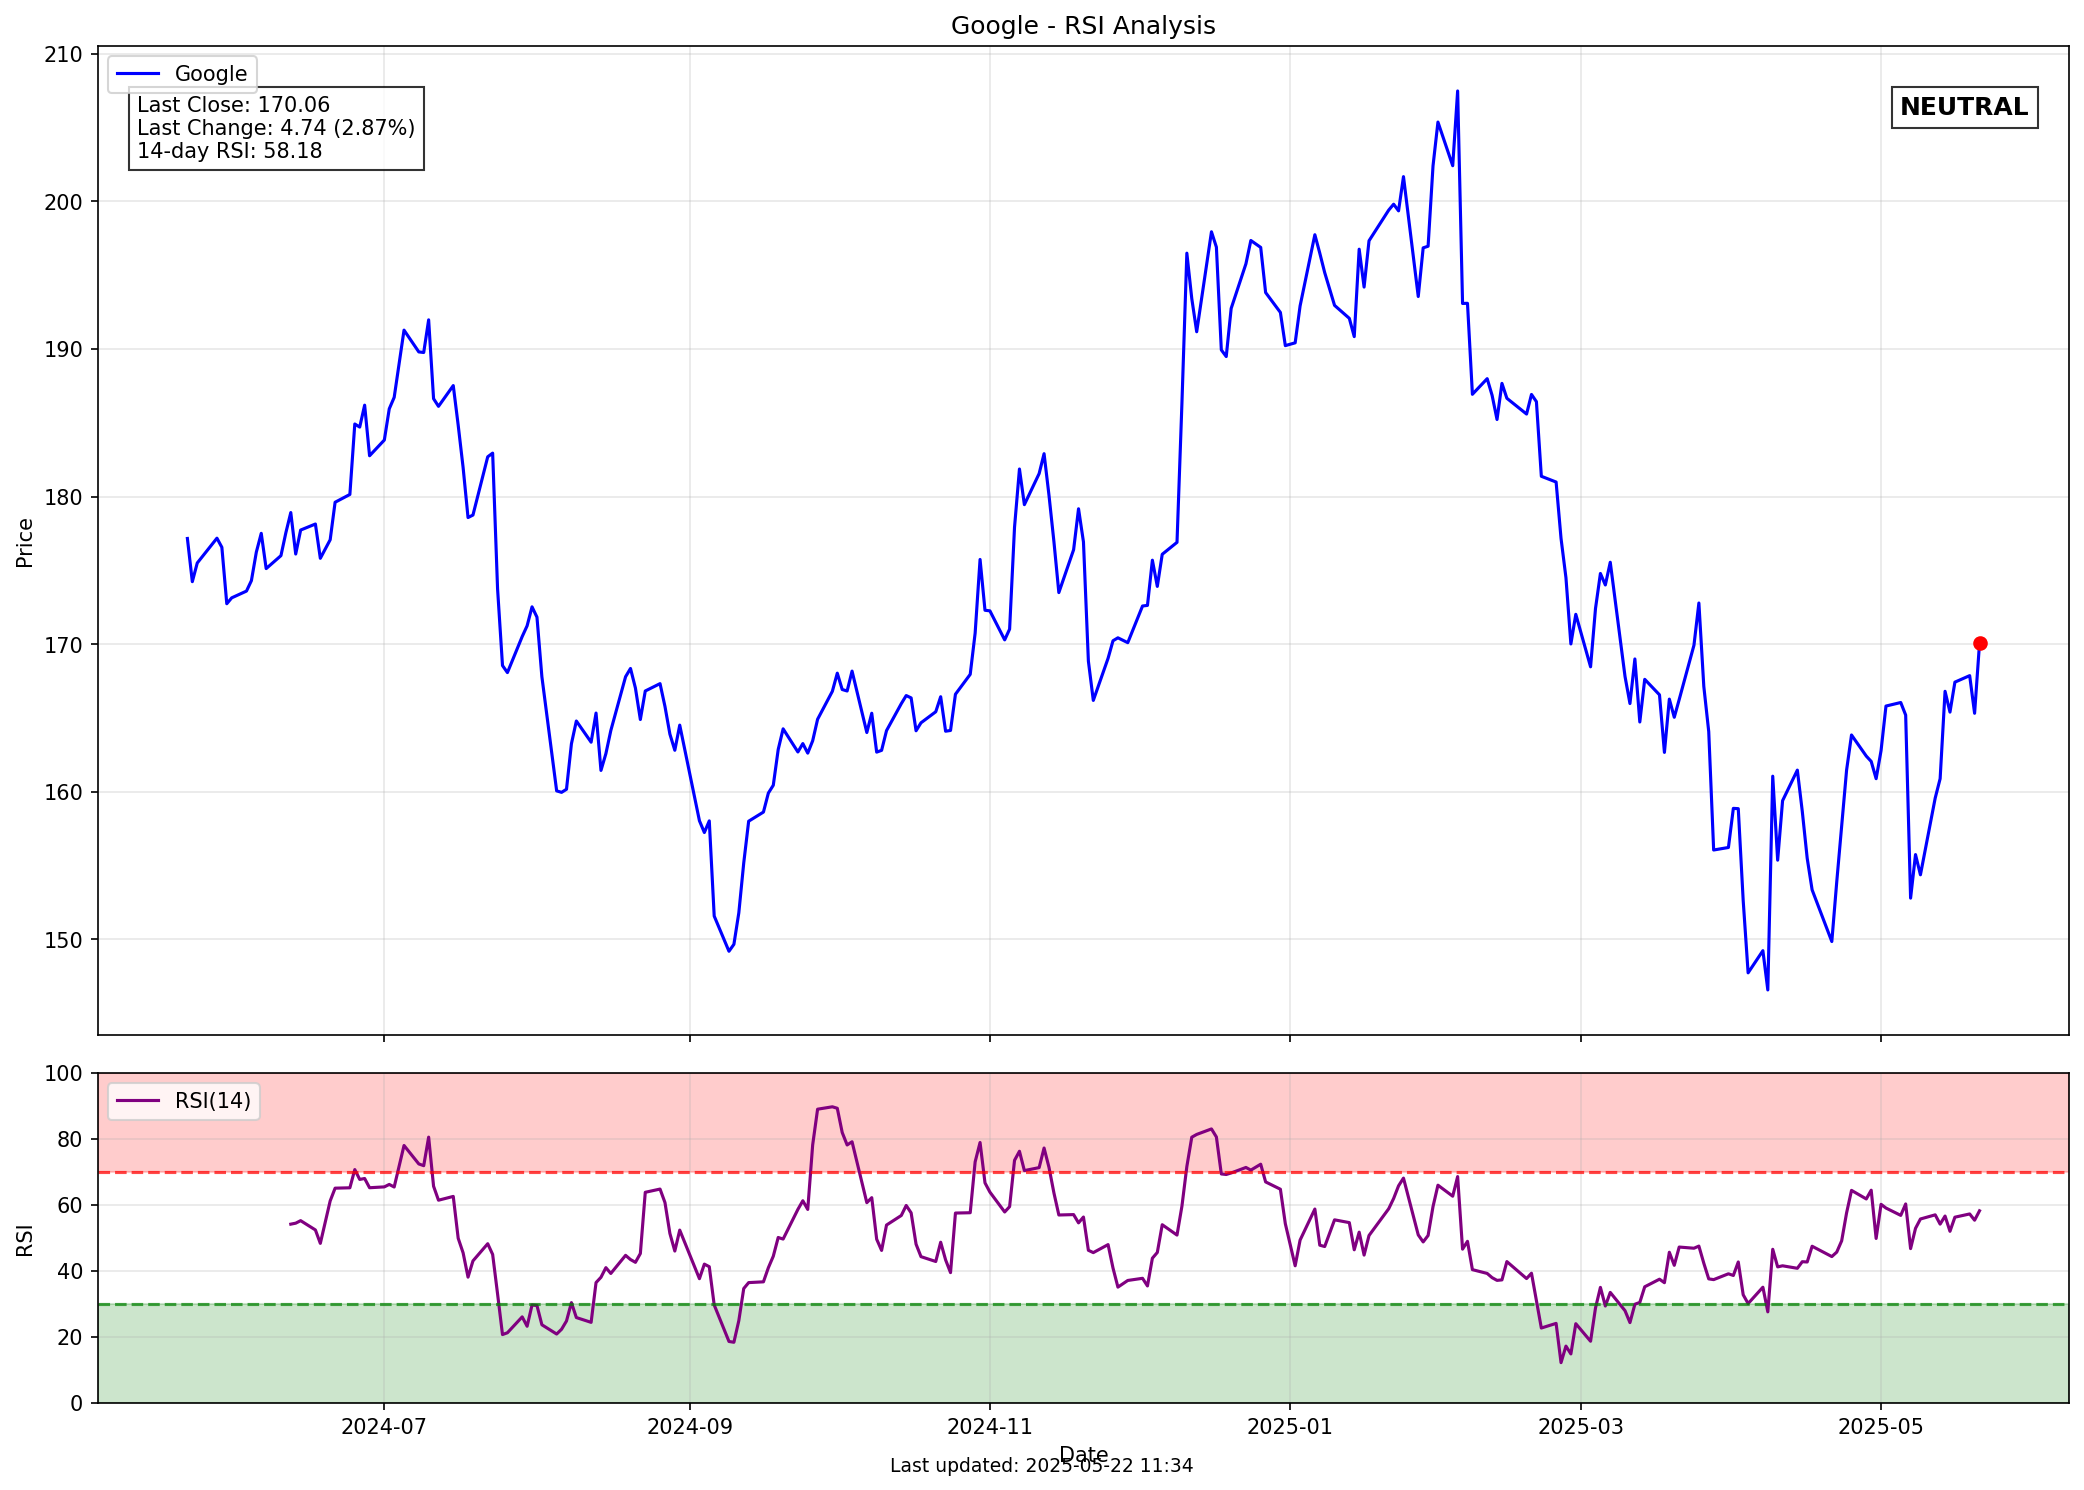 Google - RSI Analysis
Google
Last Close: 170.06
Last Change: 4.74 (2.87%)
14-day RSI: 58.18
NEUTRAL
210
200
190
180
170
160
150
Price
RSI(14)
100
80
60
40
20
0
RSI
2024-07
2024-09
2024-11
2025-01
2025-03
2025-05
Date
Last updated: 2025-05-22 11:34